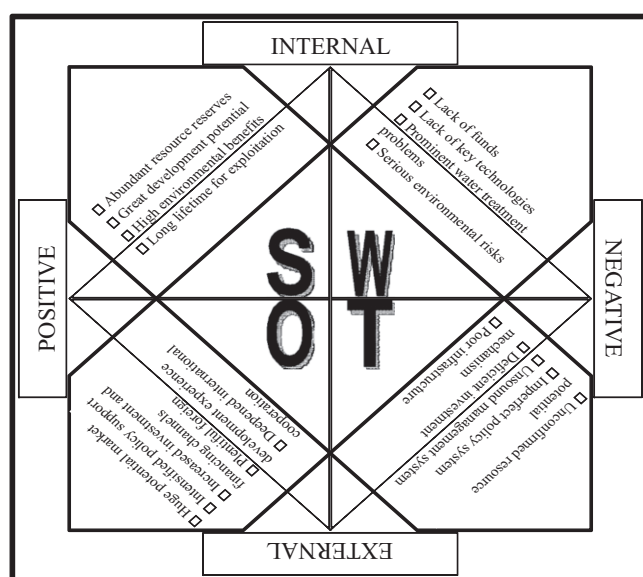 INTERNAL
Abundant resource reserves
Great development potential
High environmental benefits
Long lifetime for exploitation
Lack of funds
Lack of key technologies
Prominent water treatment
problems
Serious environmental risks
POSITIVE
S W
O T
NEGATIVE
Huge potential market
Intensified policy support
Increased investment and
financing channels
Plentiful foreign
development experience
Deepened international
cooperation
Unconfirmed resource
potential
Imperfect policy system
Unsound management system
Deficient investment
mechanism
Poor infrastructure
EXTERNAL